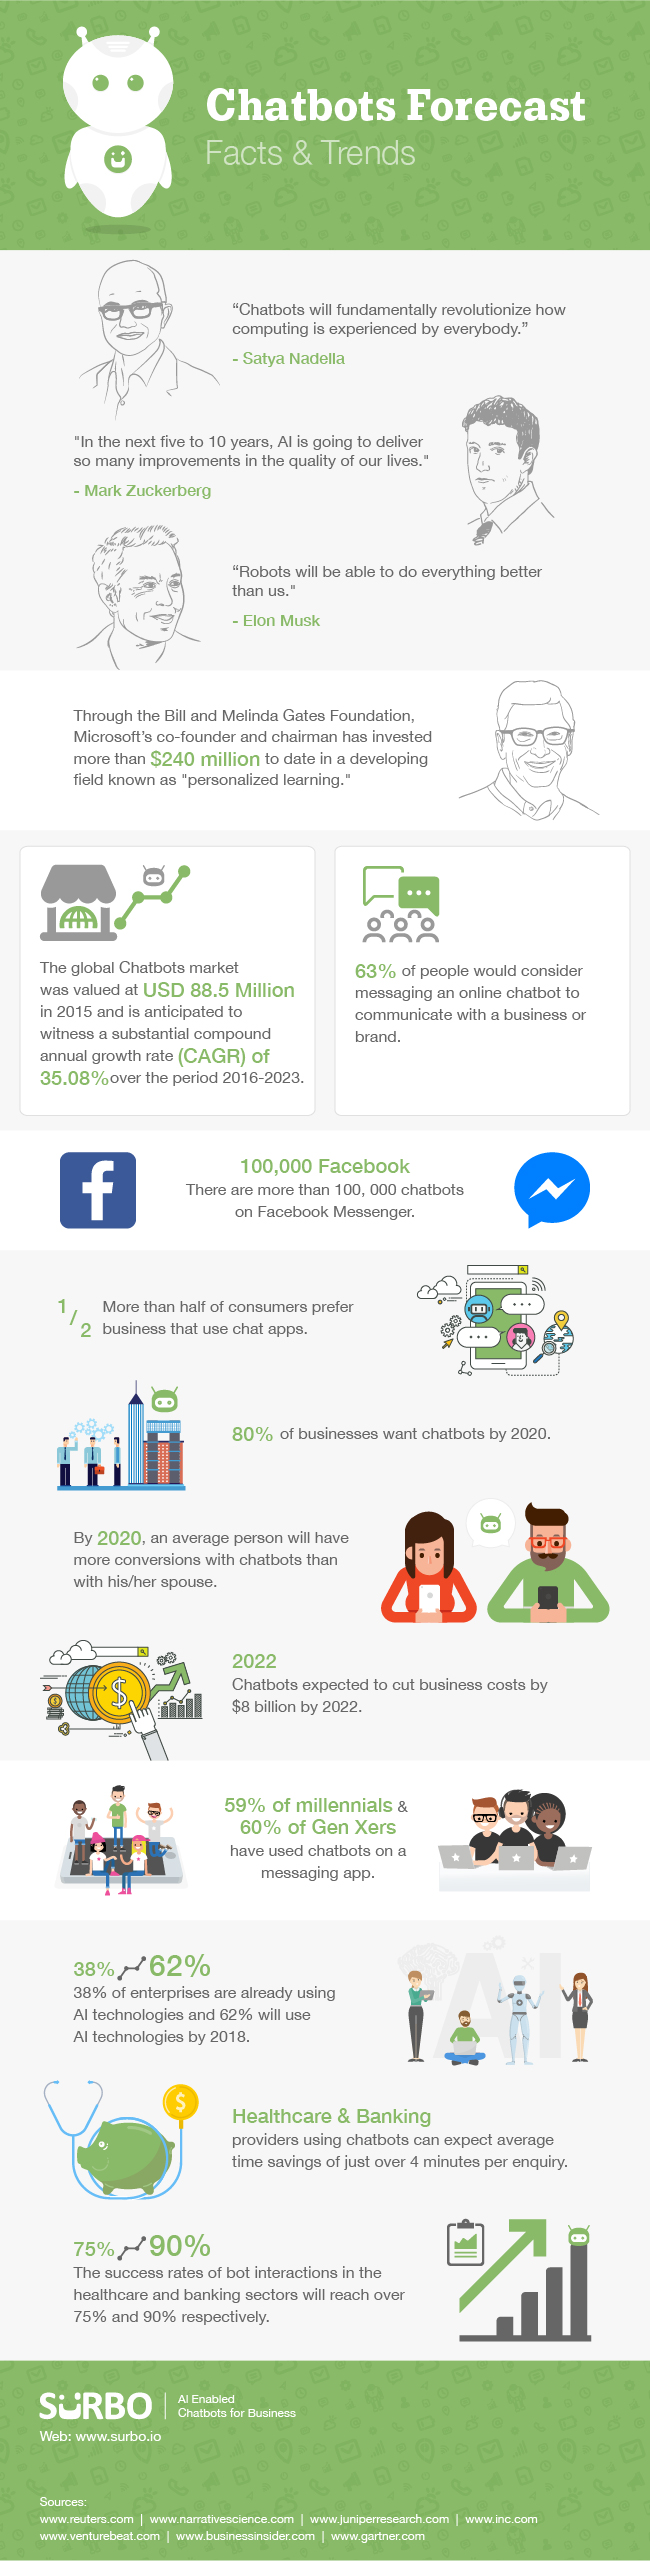 Chatbots Forecast
Facts & Trends
“Chatbots will fundamentally revolutionize how
computing is experienced by everybody.”
- Satya Nadella
"In the next five to 10 years, AI is going to deliver
so many improvements in the quality of our lives."
- Mark Zuckerberg
“Robots will be able to do everything better
than us."
- Elon Musk
Through the Bill and Melinda Gates Foundation,
Microsoft’s co-founder and chairman has invested
more than $240 million to date in a developing
field known as "personalized learning."
The global Chatbots market
was valued at USD 88.5 Million
in 2015 and is anticipated to
witness a substantial compound
annual growth rate (CAGR) of
35.08% over the period 2016-2023.
63% of people would consider
messaging an online chatbot to
communicate with a business or
brand.
100,000 Facebook
There are more than 100, 000 chatbots
on Facebook Messenger.
1/2 More than half of consumers prefer
business that use chat apps.
80% of businesses want chatbots by 2020.
By 2020, an average person will have
more conversions with chatbots than
with his/her spouse.
2022
Chatbots expected to cut business costs by
$8 billion by 2022.
59% of millennials &
60% of Gen Xers
have used chatbots on a
messaging app.
38% 62%
38% of enterprises are already using
AI technologies and 62% will use
AI technologies by 2018.
AI
Healthcare & Banking
providers using chatbots can expect average
time savings of just over 4 minutes per enquiry.
75% 90%
The success rates of bot interactions in the
healthcare and banking sectors will reach over
75% and 90% respectively.
SURBO
AI Enabled
Chatbots for Business
Web: www.surbo.io
Sources:
www.reuters.com | www.narrativescience.com | www.juniperresearch.com | www.inc.com
www.venturebeat.com | www.businessinsider.com | www.gartner.com